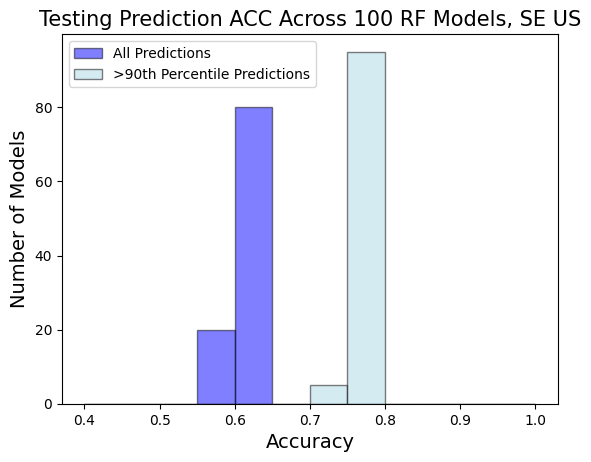 Testing Prediction ACC Across 100 RF Models, SE US
All Predictions
>90th Percentile Predictions
Number of Models
80
60
40
20
0
0.4 0.5 0.6 0.7 0.8 0.9 1.0
Accuracy